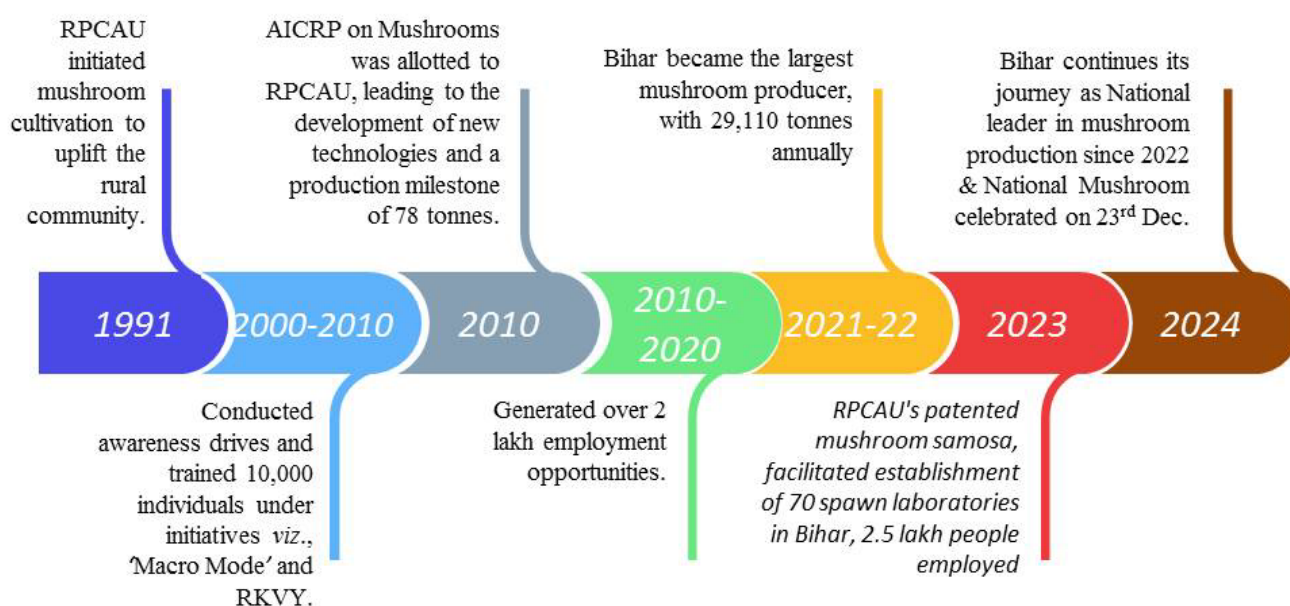 RPCAU
initiated
mushroom
cultivation to
uplift the
rural
community.
AICRP on Mushrooms
was allotted to
RPCAU, leading to the
development of new
technologies and a
production milestone
of 78 tonnes.
Bihar became the largest
mushroom producer,
with 29,110 tonnes
annually
Bihar continues its
journey as National
leader in mushroom
production since 2022
& National Mushroom
celebrated on 23rd Dec.
1991
2000-2010
2010
2010-
2020
2021-22
2023
2024
Conducted
awareness drives and
trained 10,000
individuals under
initiatives viz.,
'Macro Mode' and
RKVY.
Generated over 2
lakh employment
opportunities.
RPCAU's patented
mushroom samosa,
facilitated establishment
of 70 spawn laboratories
in Bihar, 2.5 lakh people
employed